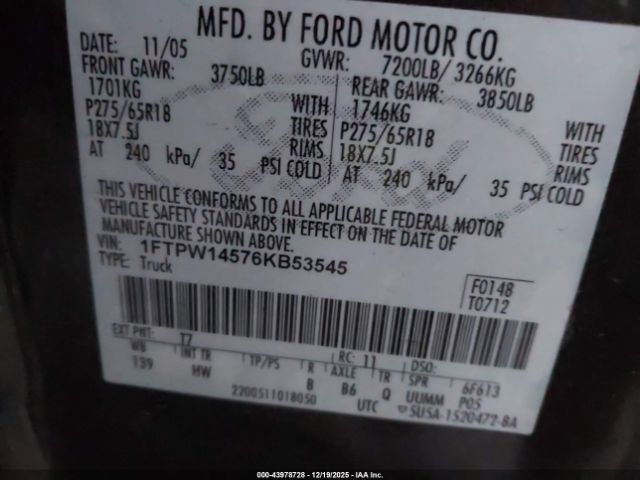 MFD. BY FORD MOTOR CO.
DATE: 11/05 GVWR: 7200LB/ 3266KG
FRONT GAWR: 3750LB REAR GAWR: 3850LB
1701KG WITH 1746KG WITH
P275/65R18 TIRES P275/65R18 TIRES
18X7.5J RIMS 18X7.5J RIMS
AT 240 kPa/ 35 PSI COLD AT 240 kPa/ 35 PSI COLD
THIS VEHICLE CONFORMS TO ALL APPLICABLE FEDERAL MOTOR
VEHICLE SAFETY STANDARDS IN EFFECT ON THE DATE OF
MANUFACTURE SHOWN ABOVE.
VIN: 1FTPW14576KB53545
TYPE: Truck
F0148
T0712
EXT PNT: T7 RC: 11 DSO:
WB INT TR TP/PS R AXLE TR SPR 6F613
139 HW B B6 Q UUMM P05
2200511018050 UTC SU5A-1520472-BA
000-43978728 - 12/19/2025 - IAA Inc.